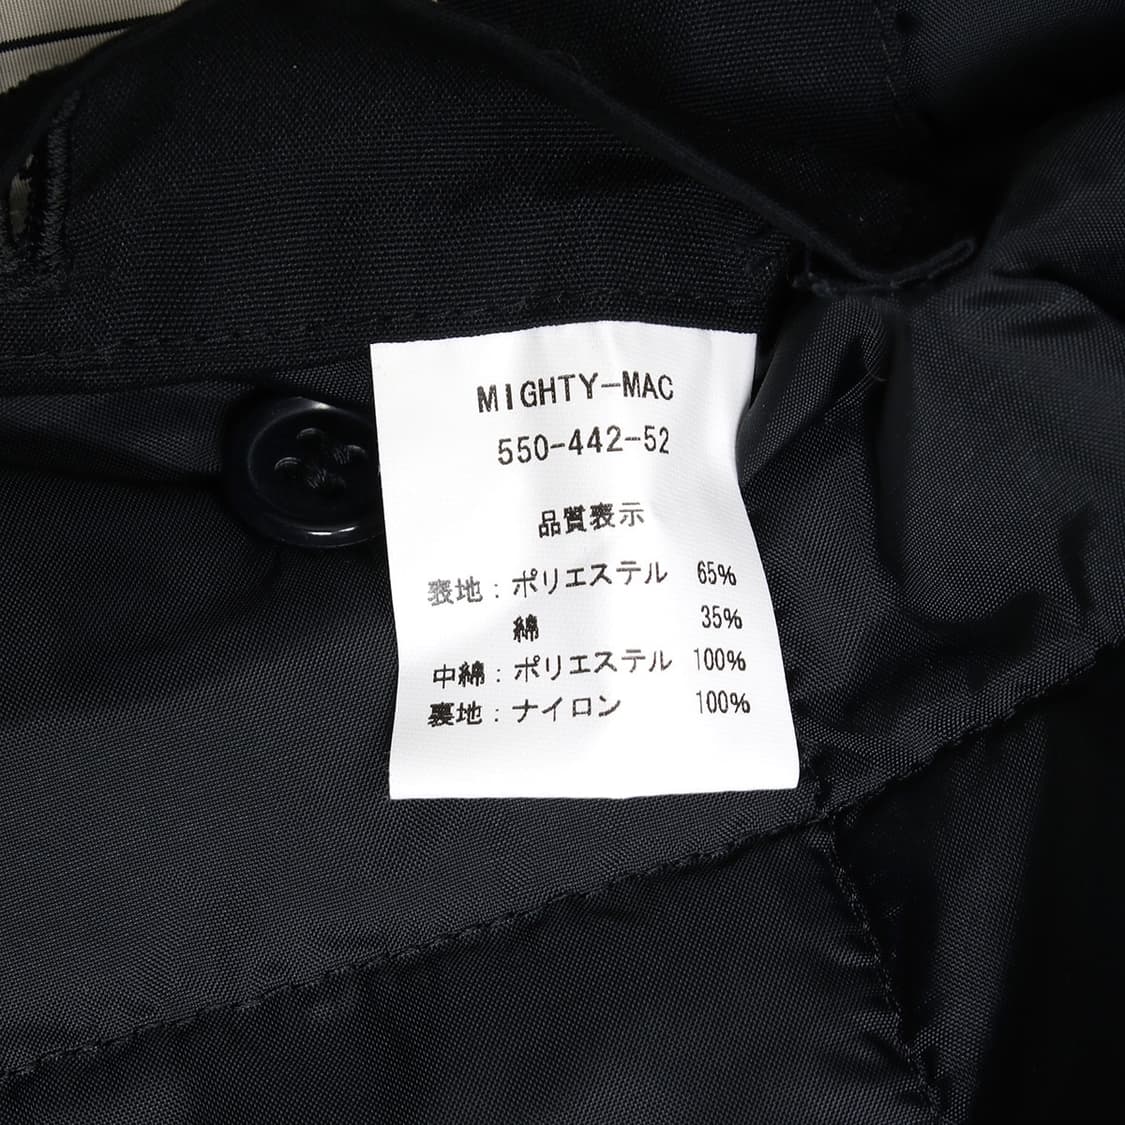 MIGHTY-MAC
550-442-52
品質表示
表地：ポリエステル 65%
綿 35%
中綿：ポリエステル 100%
裏地：ナイロン 100%